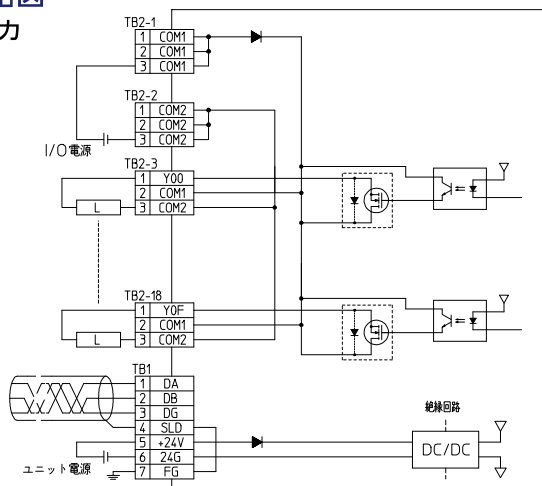 力
TB2-1
1 COM1
2 COM1
3 COM1
TB2-2
1 COM2
2 COM2
3 COM2
I/O電源
TB2-3
1 Y00
2 COM1
3 COM2
L
TB2-18
1 Y0F
2 COM1
3 COM2
L
TB1
1 DA
2 DB
3 DG
4 SLD
5 +24V
6 24G
7 FG
ユニット電源
絶縁回路
DC/DC